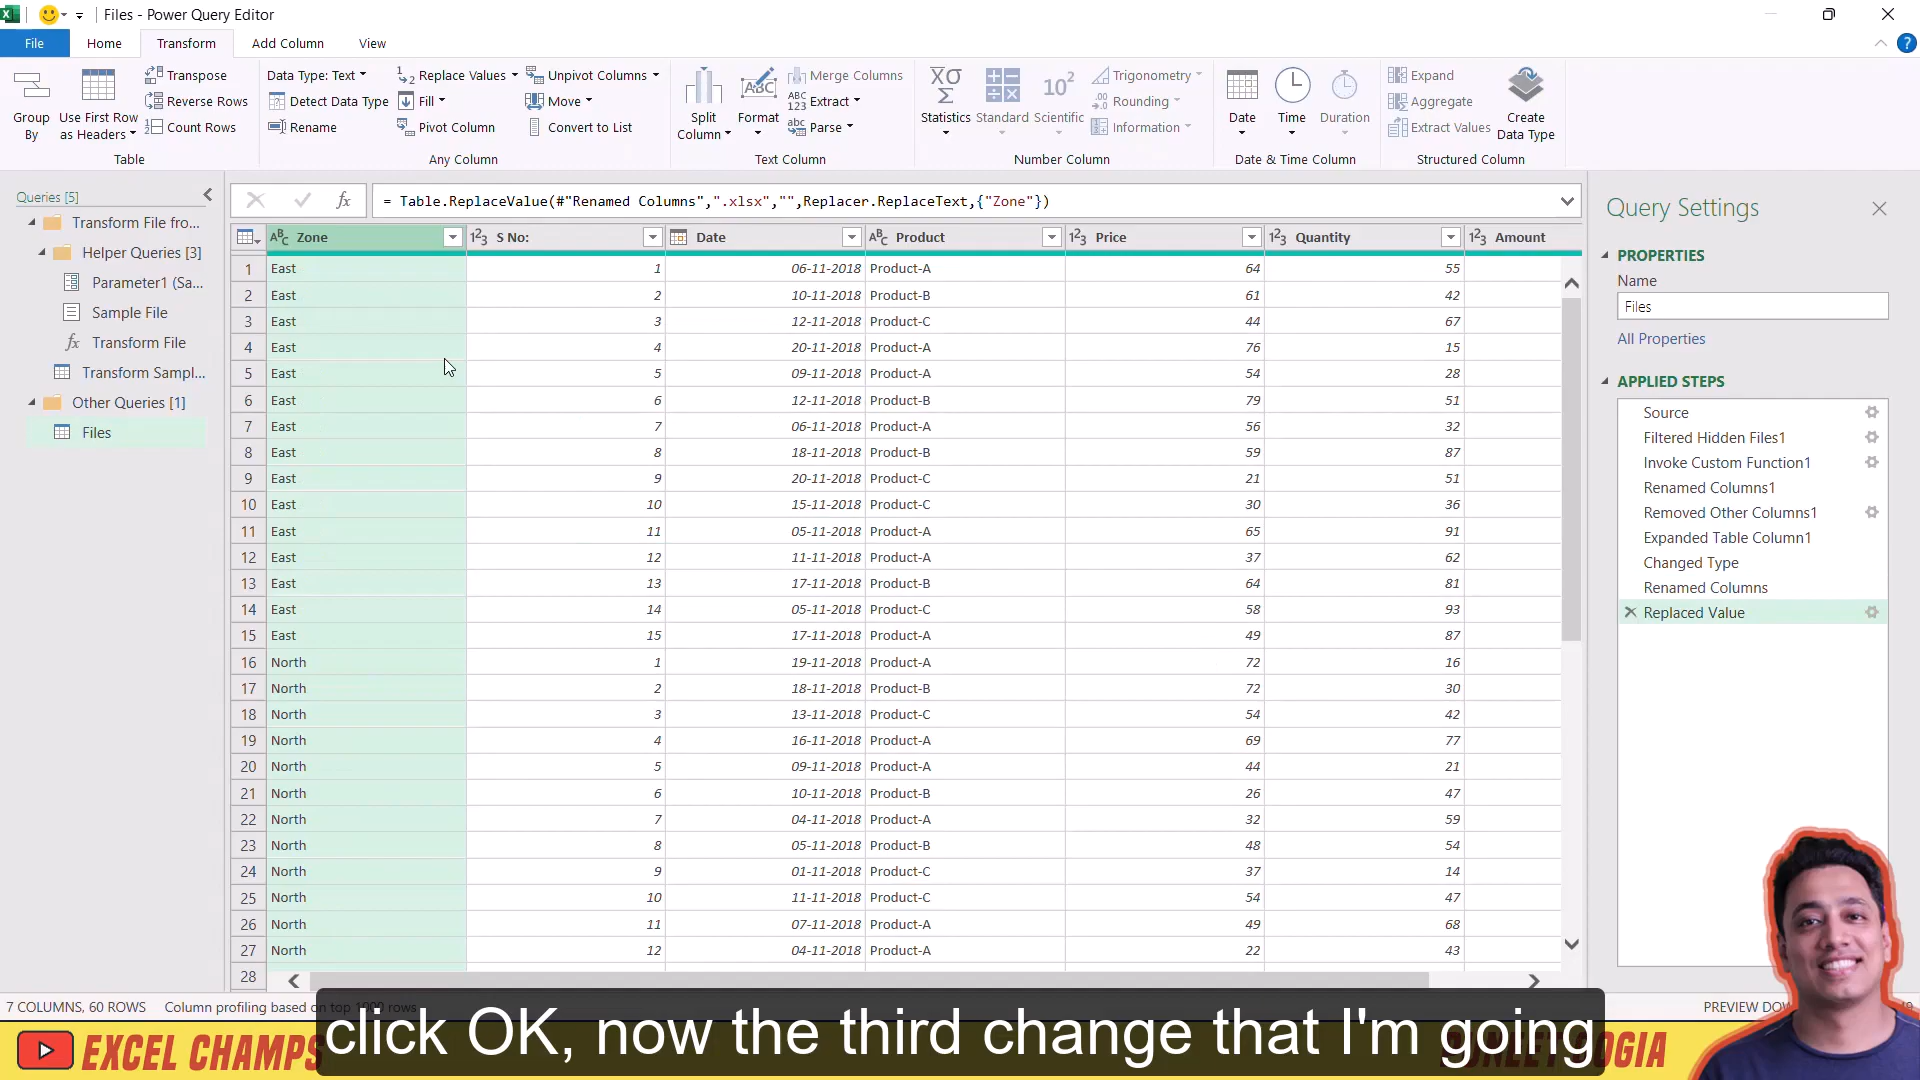 Files - Power Query Editor
File Home Transform Add Column View
Group By
Use First Row as Headers
Transpose
Reverse Rows
Count Rows
Table
Data Type: Text
Detect Data Type
Rename
Replace Values
Fill
Pivot Column
Unpivot Columns
Move
Convert to List
Any Column
Split Column
Format
Merge Columns
Extract
Parse
Text Column
Statistics
Standard
Scientific
Trigonometry
Rounding
Information
Number Column
Date
Time
Duration
Date & Time Column
Expand
Aggregate
Extract Values
Create Data Type
Structured Column
Queries [5]
Transform File fro...
Helper Queries [3]
Parameter1 (Sa...
Sample File
Transform File
Transform Sampl...
Other Queries [1]
Files
= Table.ReplaceValue(#"Renamed Columns",".xlsx","",Replacer.ReplaceText,{"Zone"})
Zone S No: Date Product Price Quantity Amount
1 East 1 06-11-2018 Product-A 64 55
2 East 2 10-11-2018 Product-B 61 42
3 East 3 12-11-2018 Product-C 44 67
4 East 4 20-11-2018 Product-A 76 15
5 East 5 09-11-2018 Product-A 54 28
6 East 6 12-11-2018 Product-B 79 51
7 East 7 06-11-2018 Product-A 56 32
8 East 8 18-11-2018 Product-B 59 87
9 East 9 20-11-2018 Product-C 21 51
10 East 10 15-11-2018 Product-C 30 36
11 East 11 05-11-2018 Product-A 65 91
12 East 12 11-11-2018 Product-A 37 62
13 East 13 17-11-2018 Product-B 64 81
14 East 14 05-11-2018 Product-C 58 93
15 East 15 17-11-2018 Product-A 49 87
16 North 1 19-11-2018 Product-A 72 16
17 North 2 18-11-2018 Product-B 72 30
18 North 3 13-11-2018 Product-C 54 42
19 North 4 16-11-2018 Product-A 69 77
20 North 5 09-11-2018 Product-A 44 21
21 North 6 10-11-2018 Product-B 26 47
22 North 7 04-11-2018 Product-A 32 59
23 North 8 05-11-2018 Product-B 48 54
24 North 9 01-11-2018 Product-C 37 14
25 North 10 11-11-2018 Product-C 54 47
26 North 11 07-11-2018 Product-A 49 68
27 North 12 04-11-2018 Product-A 22 43
28
Query Settings
PROPERTIES
Name
Files
All Properties
APPLIED STEPS
Source
Filtered Hidden Files1
Invoke Custom Function1
Renamed Columns1
Removed Other Columns1
Expanded Table Column1
Changed Type
Renamed Columns
Replaced Value
7 COLUMNS, 60 ROWS Column profiling based on top 1000 rows
PREVIEW
click OK, now the third change that I'm going
EXCEL CHAMPS